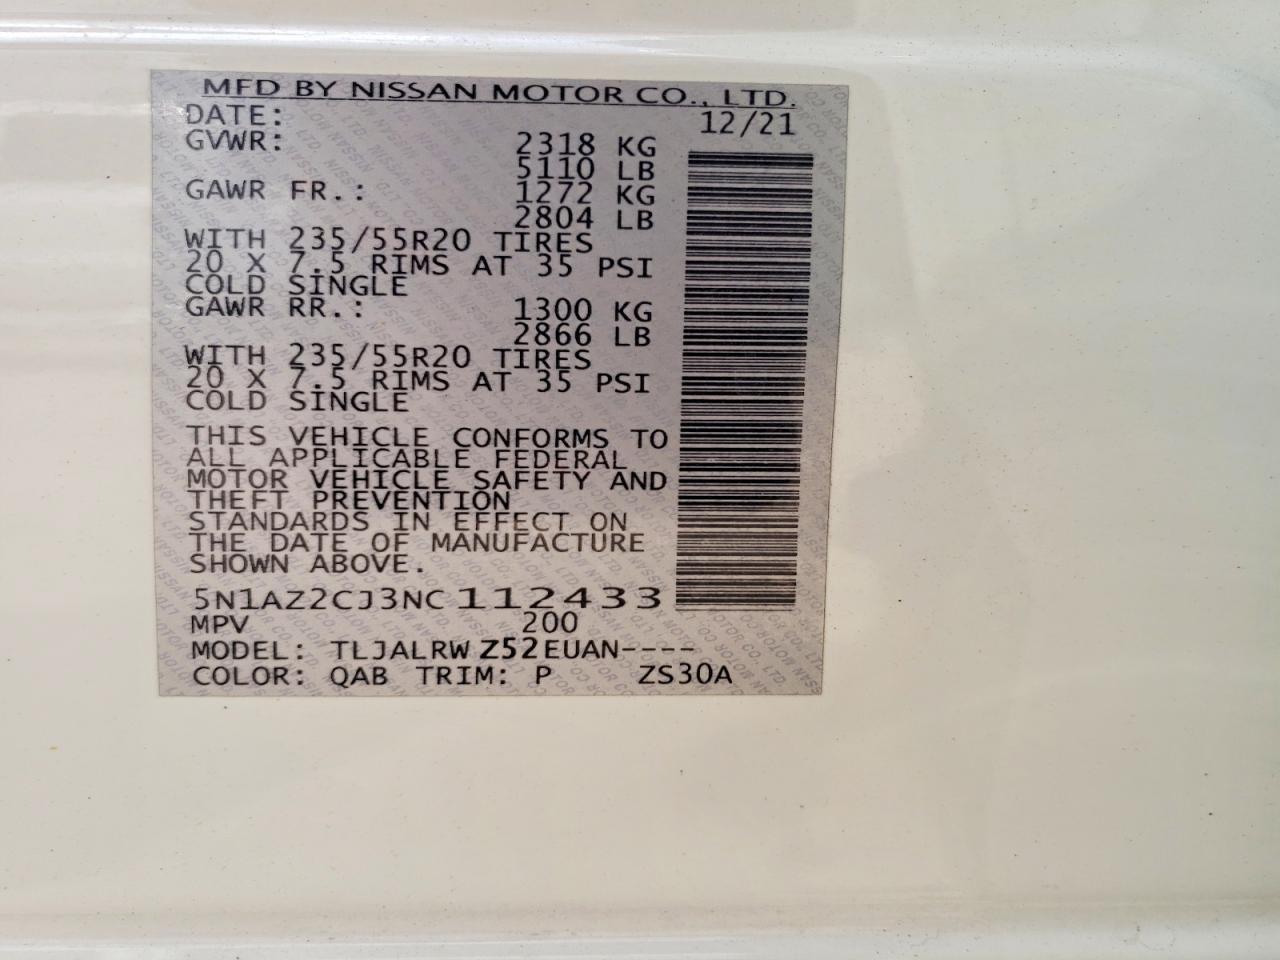 MFD BY NISSAN MOTOR CO., LTD.
DATE: 12/21
GVWR: 2318 KG
5110 LB
GAWR FR.: 1272 KG
2804 LB
WITH 235/55R20 TIRES
20 X 7.5 RIMS AT 35 PSI
COLD SINGLE
GAWR RR.: 1300 KG
2866 LB
WITH 235/55R20 TIRES
20 X 7.5 RIMS AT 35 PSI
COLD SINGLE
THIS VEHICLE CONFORMS TO
ALL APPLICABLE FEDERAL
MOTOR VEHICLE SAFETY AND
THEFT PREVENTION
STANDARDS IN EFFECT ON
THE DATE OF MANUFACTURE
SHOWN ABOVE.
5N1AZ2CJ3NC112433
MPV 200
MODEL: TLJALRWZ52EUAN----
COLOR: QAB TRIM: P ZS30A